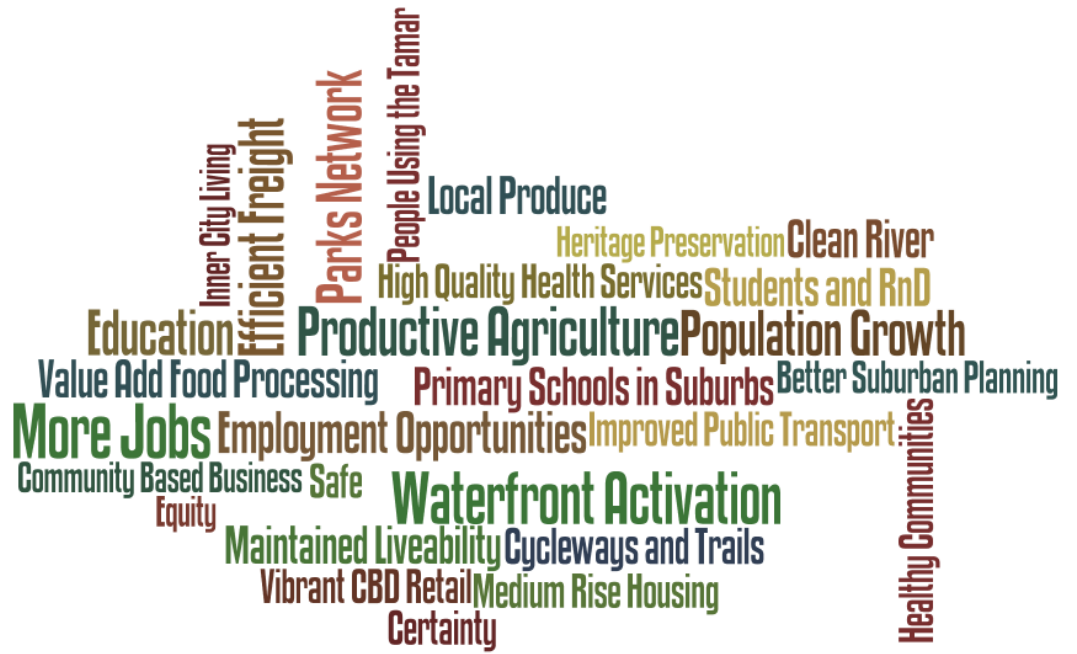 People Using the Tamar
Parks Network
Efficient Freight
Inner City Living
Local Produce
Heritage Preservation
Clean River
High Quality Health Services
Students and RnD
Education
Productive Agriculture
Population Growth
Value Add Food Processing
Primary Schools in Suburbs
Better Suburban Planning
More Jobs
Employment Opportunities
Improved Public Transport
Healthy Communities
Community Based Business
Safe
Waterfront Activation
Equity
Maintained Liveability
Cycleways and Trails
Vibrant CBD Retail
Medium Rise Housing
Certainty